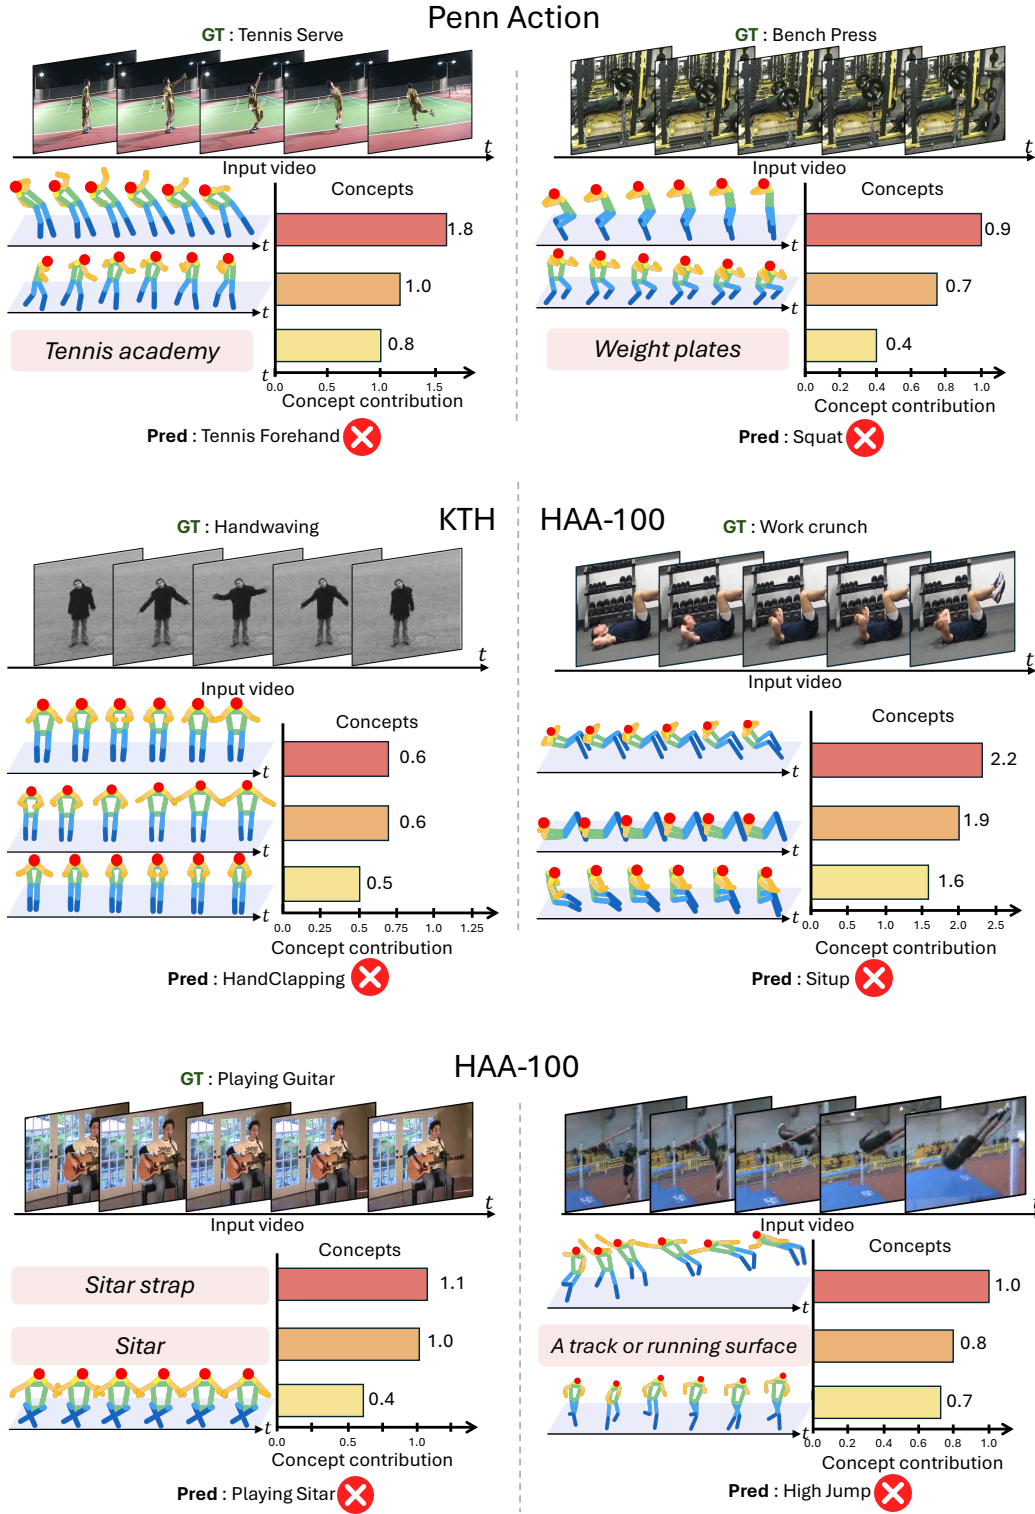 Penn Action
GT : Tennis Serve
t
Input video
Concepts
t
1.8
t
1.0
Tennis academy
0.8
t
0.0 0.5 1.0 1.5
Concept contribution
Pred : Tennis Forehand
GT : Bench Press
t
Input video
Concepts
t
0.9
t
0.7
Weight plates
0.4
0.0 0.2 0.4 0.6 0.8 1.0
Concept contribution
Pred : Squat
KTH
GT : Handwaving
t
Input video
Concepts
t
0.6
t
0.6
t
0.5
0.0 0.25 0.5 0.75 1.0 1.25
Concept contribution
Pred : HandClapping
HAA-100
GT : Work crunch
t
Input video
Concepts
t
2.2
t
1.9
t
1.6
0.0 0.5 1.0 1.5 2.0 2.5
Concept contribution
Pred : Situp
HAA-100
GT : Playing Guitar
t
Input video
Concepts
Sitar strap
1.1
Sitar
1.0
t
0.4
0.0 0.5 1.0
Concept contribution
Pred : Playing Sitar
t
Input video
Concepts
t
1.0
A track or running surface
0.8
t
0.7
0.0 0.2 0.4 0.6 0.8 1.0
Concept contribution
Pred : High Jump